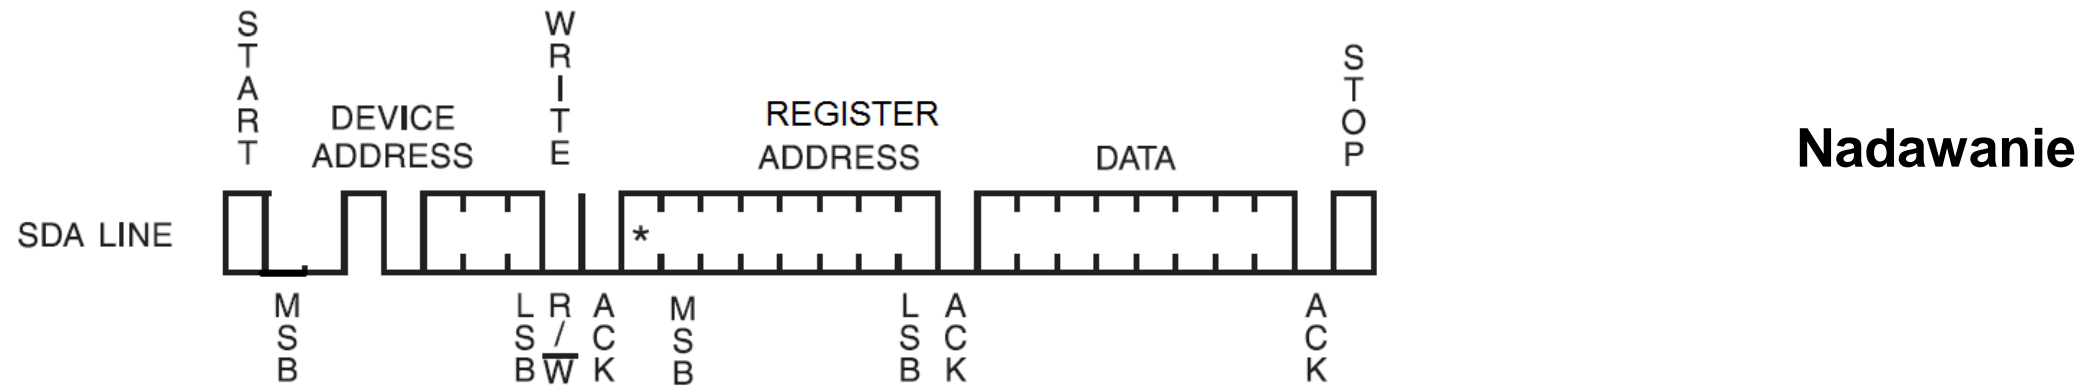 START
WRITE
STOP
DEVICE
ADDRESS
REGISTER
ADDRESS
DATA
Nadawanie
SDA LINE
*
MSB
LSB
R/W
ACK
MSB
LSB
ACK
ACK